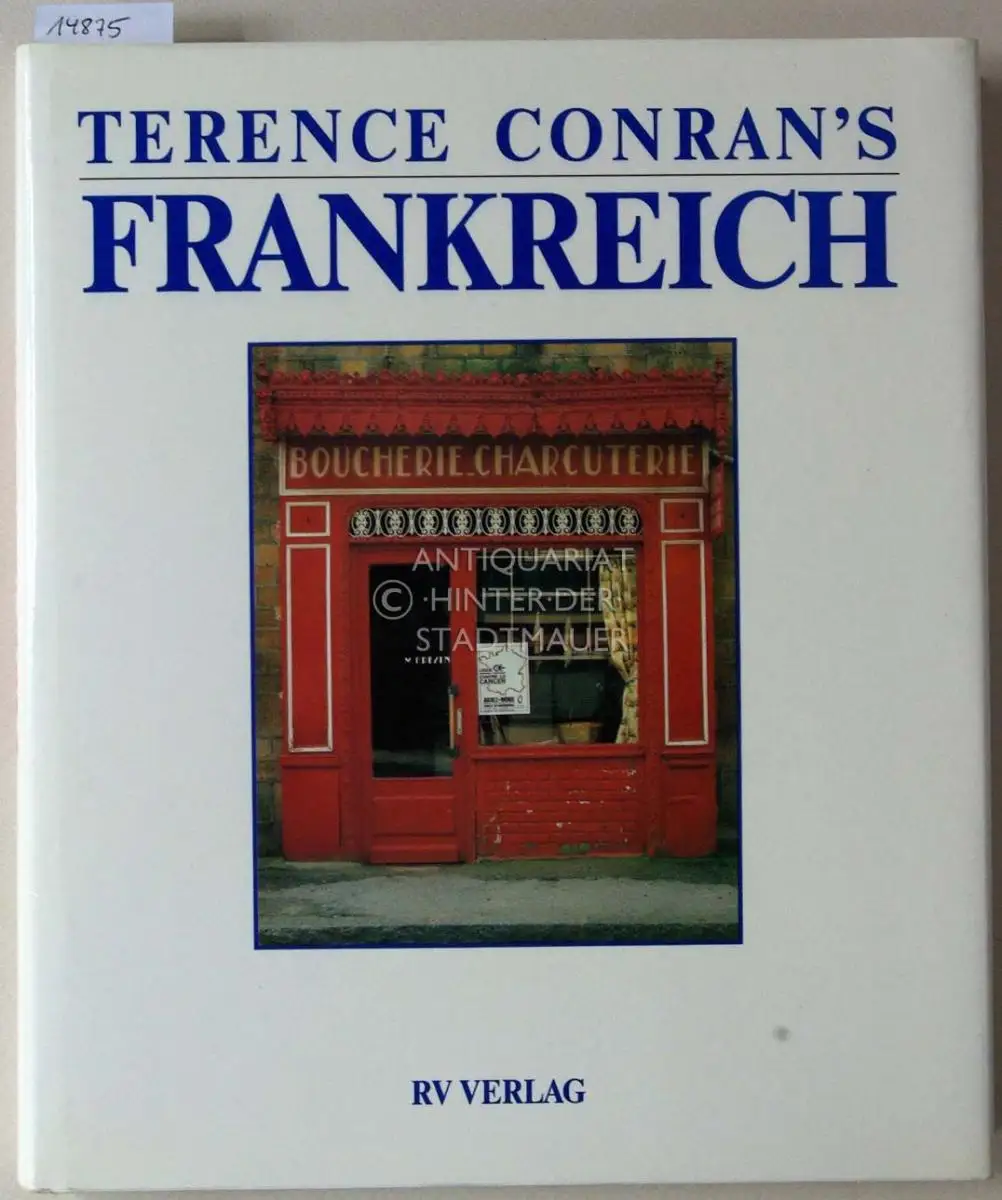 14875
TERENCE CONRAN'S
FRANKREICH
BOUCHERIE-CHARCUTERIE
ANTIQUARIAT
© ·HINTER·DER·
STADTMAUER
CANCER
RV VERLAG